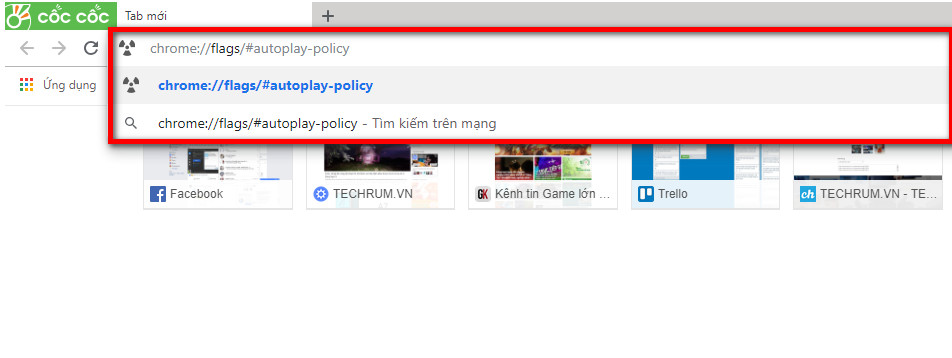 cốc cốc
Tab mới
chrome://flags/#autoplay-policy
Ứng dụng
chrome://flags/#autoplay-policy
chrome://flags/#autoplay-policy - Tìm kiếm trên mạng
Facebook
TECHRUM.VN
GK Kênh tin Game lớn ...
Trello
ch TECHRUM.VN - TE...